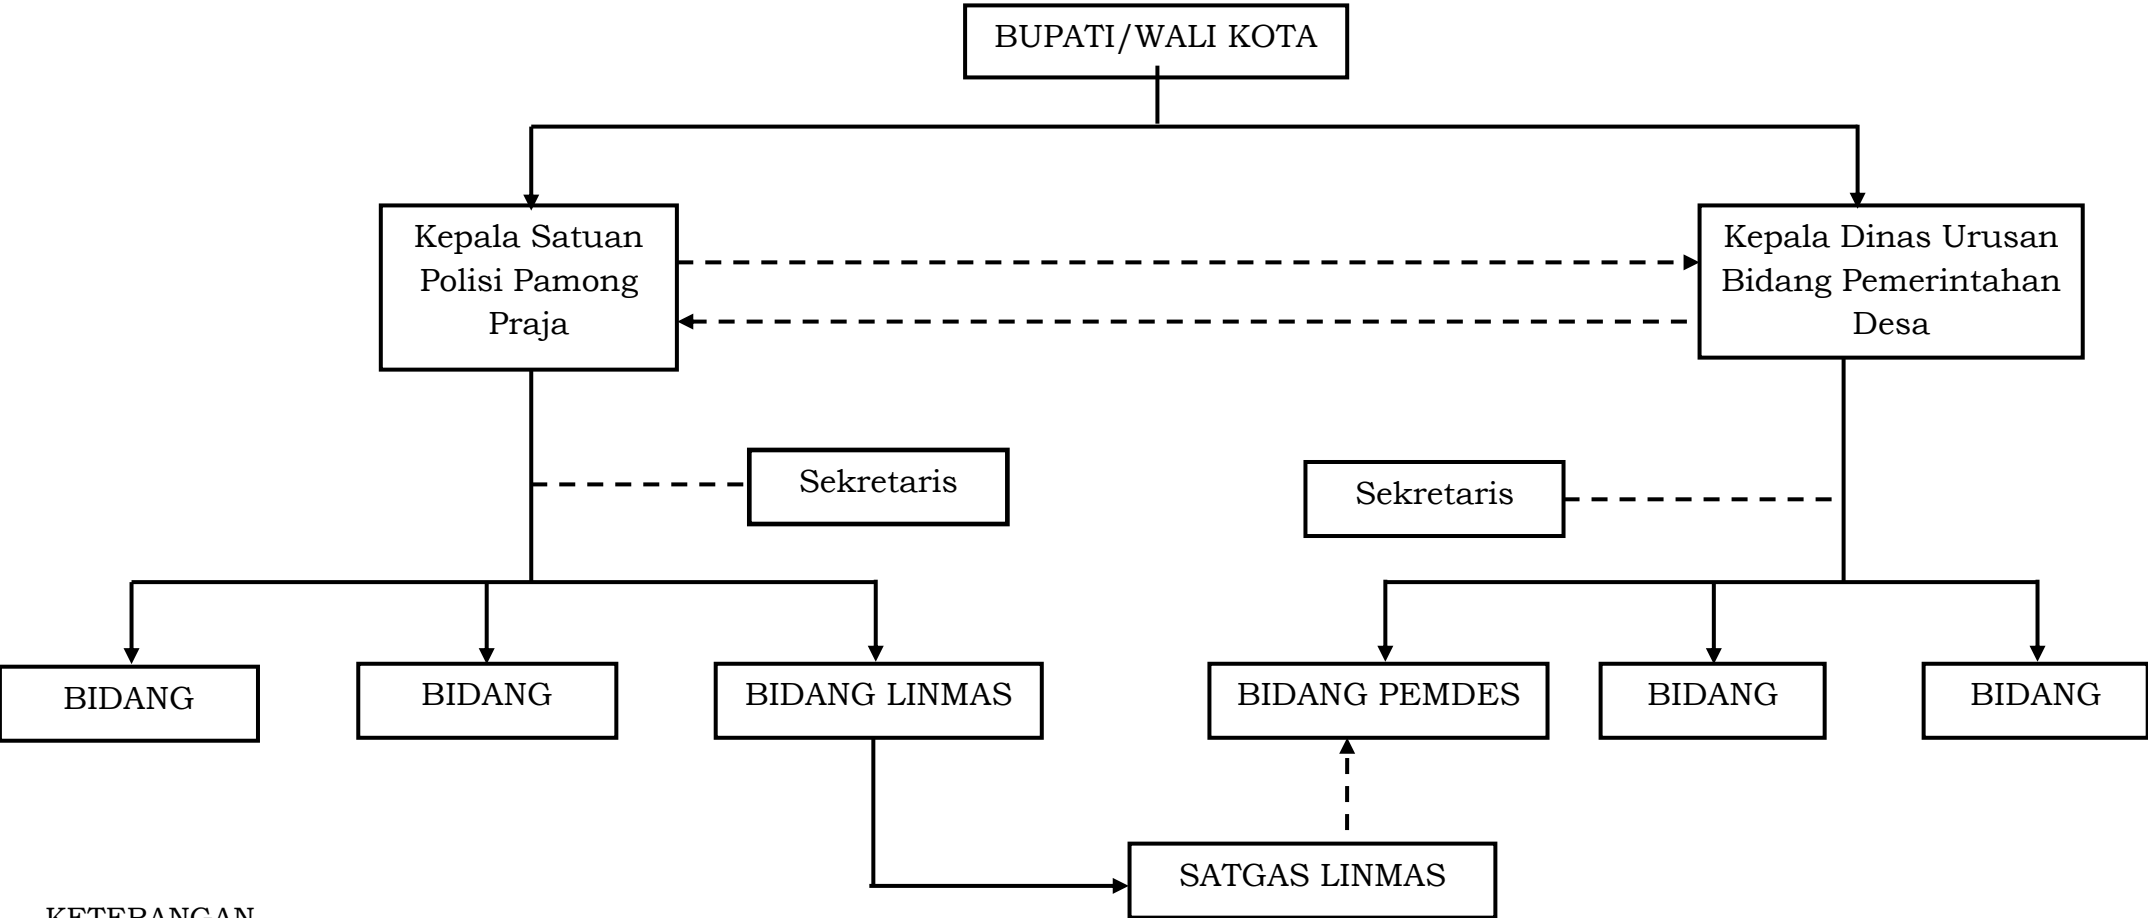 BUPATI/WALI KOTA
Kepala Satuan
Polisi Pamong
Praja
Kepala Dinas Urusan
Bidang Pemerintahan
Desa
Sekretaris
Sekretaris
BIDANG
BIDANG
BIDANG LINMAS
BIDANG PEMDES
BIDANG
BIDANG
SATGAS LINMAS
KETERANGAN